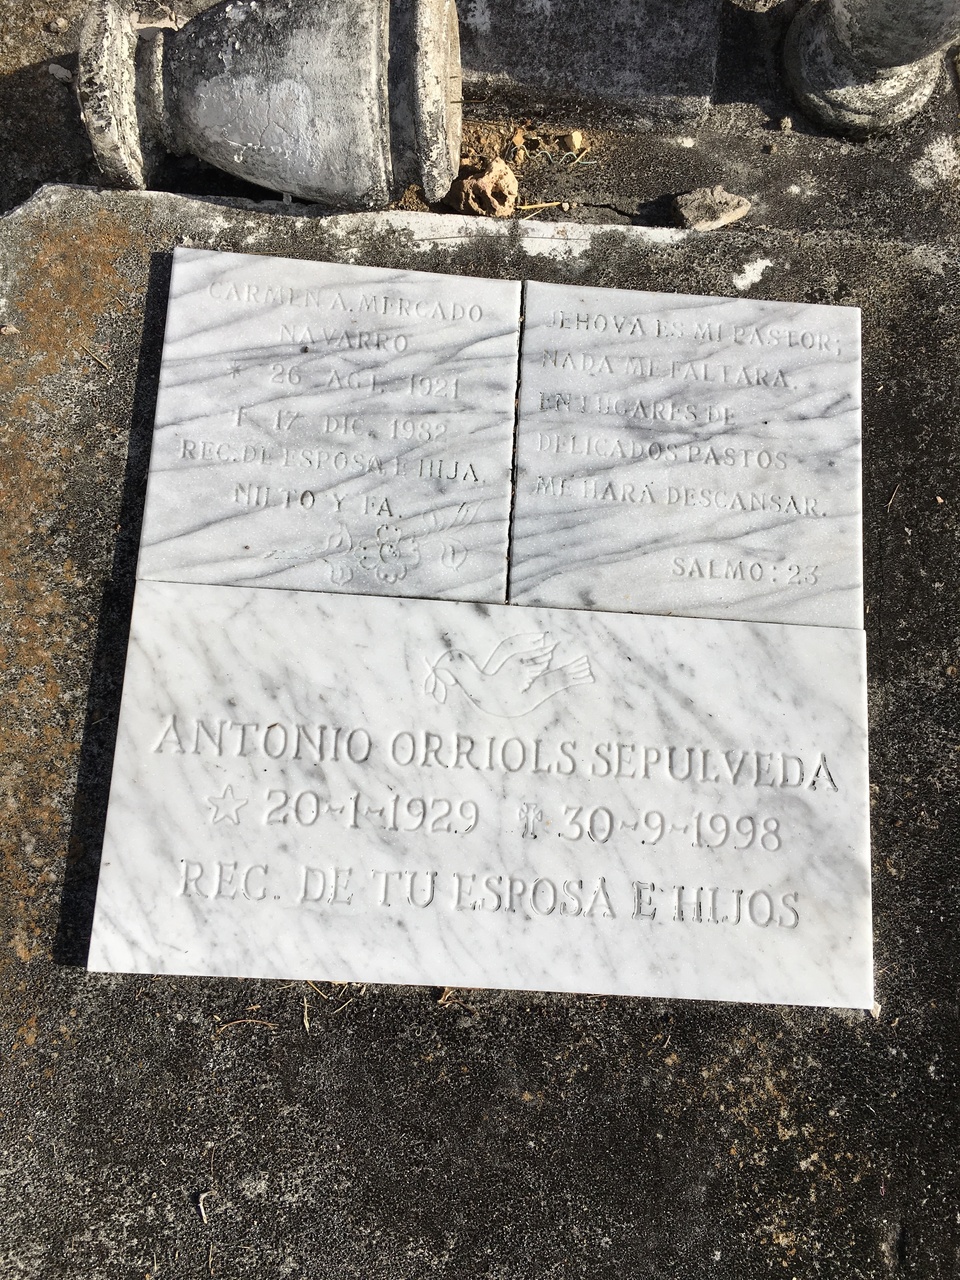 CARMEN A. MERCADO
NAVARRO
* 26 AGT. 1921
† 17 DIC. 1982
REC. DE ESPOSA E HIJA.
NIETO Y FA.
JEHOVA ES MI PASTOR;
NADA ME FALTARA.
EN LUGARES DE
DELICADOS PASTOS
ME HARA DESCANSAR.
SALMO: 23
ANTONIO ORRIOLS SEPULVEDA
☆ 20-1-1929 ✝ 30-9-1998
REC. DE TU ESPOSA E HIJOS